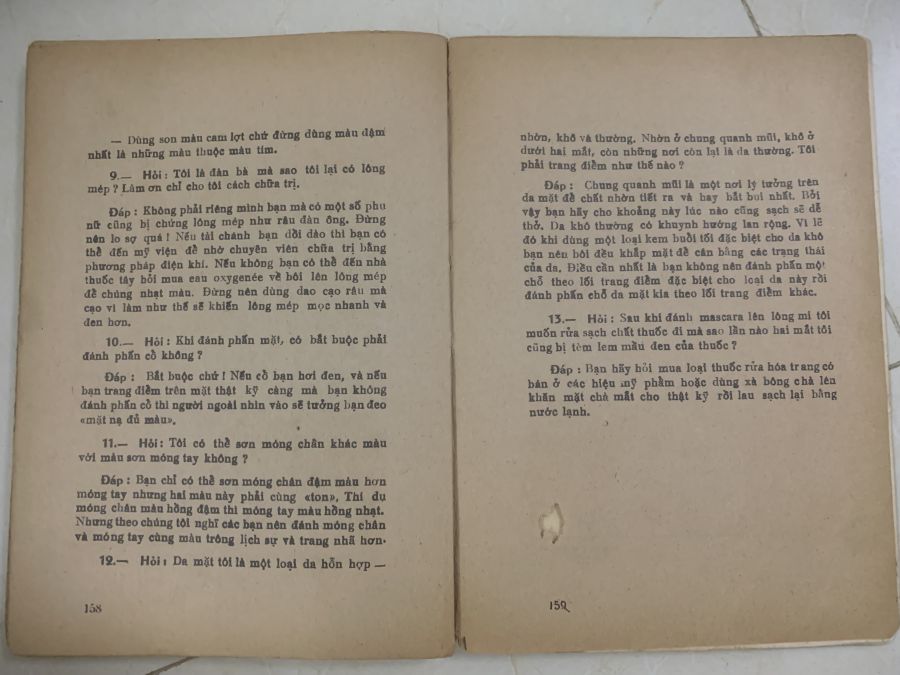 — Dùng son màu cam lợt chứ đừng dùng màu đậm
nhất là những màu thuộc màu tím.
9.— Hỏi: Tôi là đàn bà mà sao tôi lại có lông
mép? Làm ơn chỉ cho tôi cách chữa trị.
Đáp: Không phải riêng mình bạn mà có một số phụ
nữ cũng bị chứng lông mép như râu đàn ông. Đừng
nên lo sợ quá! Nếu tài chánh bạn dồi dào thì bạn có
thể đến mỹ viện để nhờ chuyên viên chữa trị bằng
phương pháp điện khí. Nếu không bạn có thể đến nhà
thuốc tây hỏi mua eau oxygenée về bôi lên lông mép
để chúng nhạt màu. Đừng nên dùng dao cạo râu mà
cạo vì làm như thế sẽ khiến lông mép mọc nhanh và
đen hơn.
10.— Hỏi: Khi đánh phấn mặt, có bắt buộc phải
đánh phấn cổ không?
Đáp: Bắt buộc chứ! Nếu cổ bạn hơi đen, và nếu
bạn trang điểm trên mặt thật kỹ càng mà bạn không
đánh phấn cổ thì người ngoài nhìn vào sẽ tưởng bạn đeo
«mặt nạ đủ màu».
11.— Hỏi: Tôi có thể sơn móng chân khác màu
với màu sơn móng tay không?
Đáp: Bạn chỉ có thể sơn móng chân đậm màu hơn
móng tay nhưng hai màu này phải cùng «ton». Thí dụ
móng chân màu hồng đậm thì móng tay màu hồng nhạt.
Nhưng theo chúng tôi nghĩ các bạn nên đánh móng chân
và móng tay cùng màu trông lịch sự và trang nhã hơn.
12.— Hỏi: Da mặt tôi là một loại da hỗn hợp —
158
nhờn, khô và thường. Nhờn ở chung quanh mũi, khô ở
dưới hai mắt, còn những nơi còn lại là da thường. Tôi
phải trang điểm như thế nào?
Đáp: Chung quanh mũi là một nơi lý tưởng trên
da mặt để chất nhờn tiết ra và hay bắt bụi nhất. Bởi
vậy bạn hãy cho khoảng này lúc nào cũng sạch sẽ dễ
thở. Da khô thường có khuynh hướng lan rộng. Vì lẽ
đó khi dùng một loại kem buổi tối đặc biệt cho da khô
bạn nên bôi đều khắp mặt để cân bằng các trạng thái
của da. Điều cần nhất là bạn không nên đánh phấn một
chỗ theo lối trang điểm đặc biệt cho loại da này rồi
đánh phấn chỗ da mặt kia theo lối trang điểm khác.
13.— Hỏi: Sau khi đánh mascara lên lông mi tôi
muốn rửa sạch chất thuốc đi mà sao lần nào hai mắt tôi
cũng bị tèm lem mầu đen của thuốc?
Đáp: Bạn hãy hỏi mua loại thuốc rửa hóa trang có
bán ở các hiệu mỹ phẩm hoặc dùng xà bông chà lên
khăn mặt chà mắt cho thật kỹ rồi lau sạch lại bằng
nước lạnh.
159